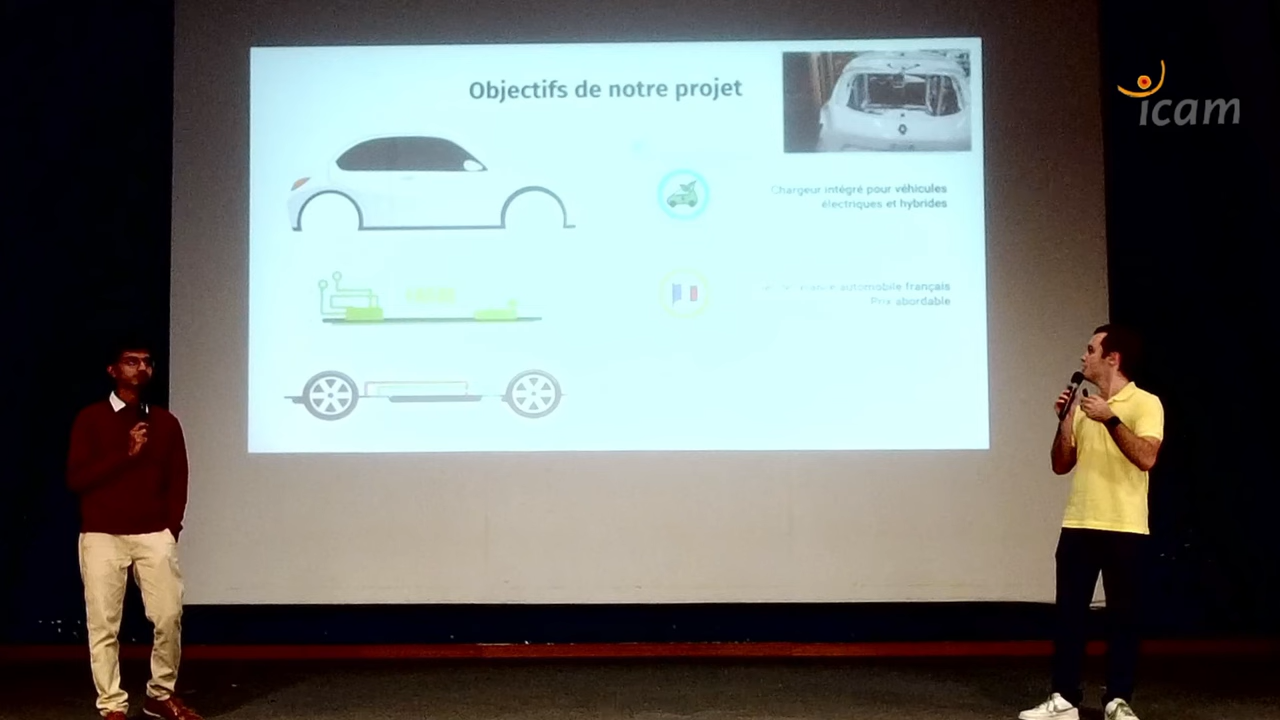 Objectifs de notre projet
icam
Chargeur intégré pour véhicules
électriques et hybrides
automobile français
Prix abordable